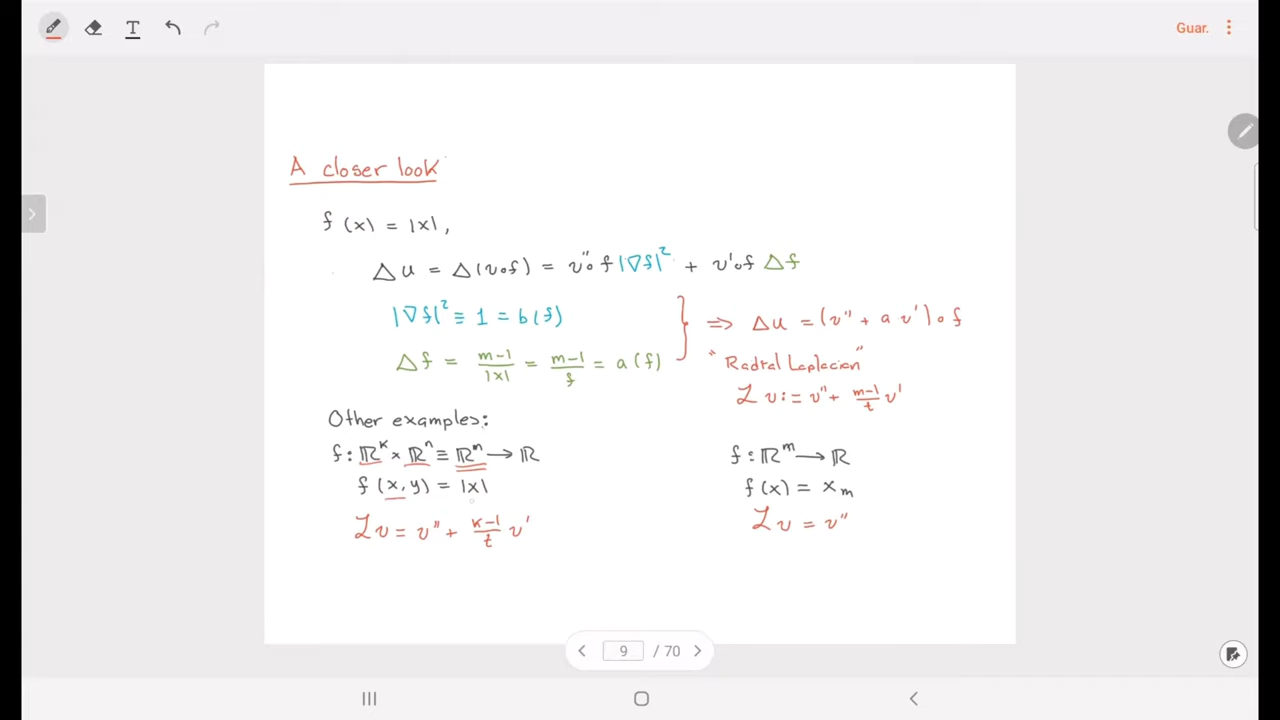 Guar.
A closer look
f(x) = |x|,
Δu = Δ(v∘f) = v''∘f |∇f|² + v'∘f Δf
|∇f|² ≡ 1 = b(f)
⇒ Δu = (v'' + a v')∘f
Δf = m-1/|x| = m-1/f = a(f)
"Radial Laplacian"
ℒv := v'' + m-1/t v'
Other examples:
f: ℝᵏ × ℝⁿ ≡ ℝᵐ → ℝ
f(x,y) = |x|
ℒv = v'' + k-1/t v'
f: ℝᵐ → ℝ
f(x) = xₘ
ℒv = v''
9 / 70